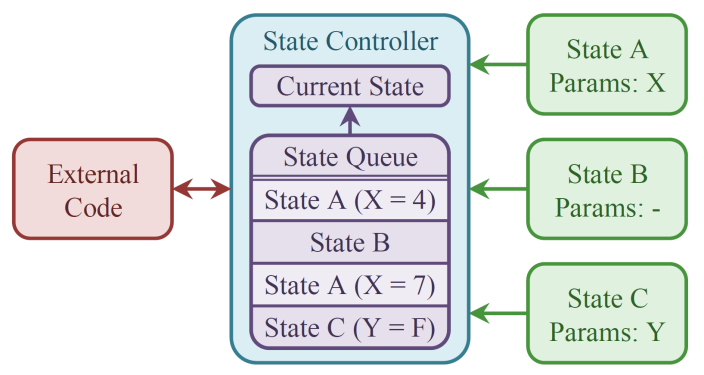 External
Code
State Controller
Current State
State Queue
State A (X = 4)
State B
State A (X = 7)
State C (Y = F)
State A
Params: X
State B
Params: -
State C
Params: Y